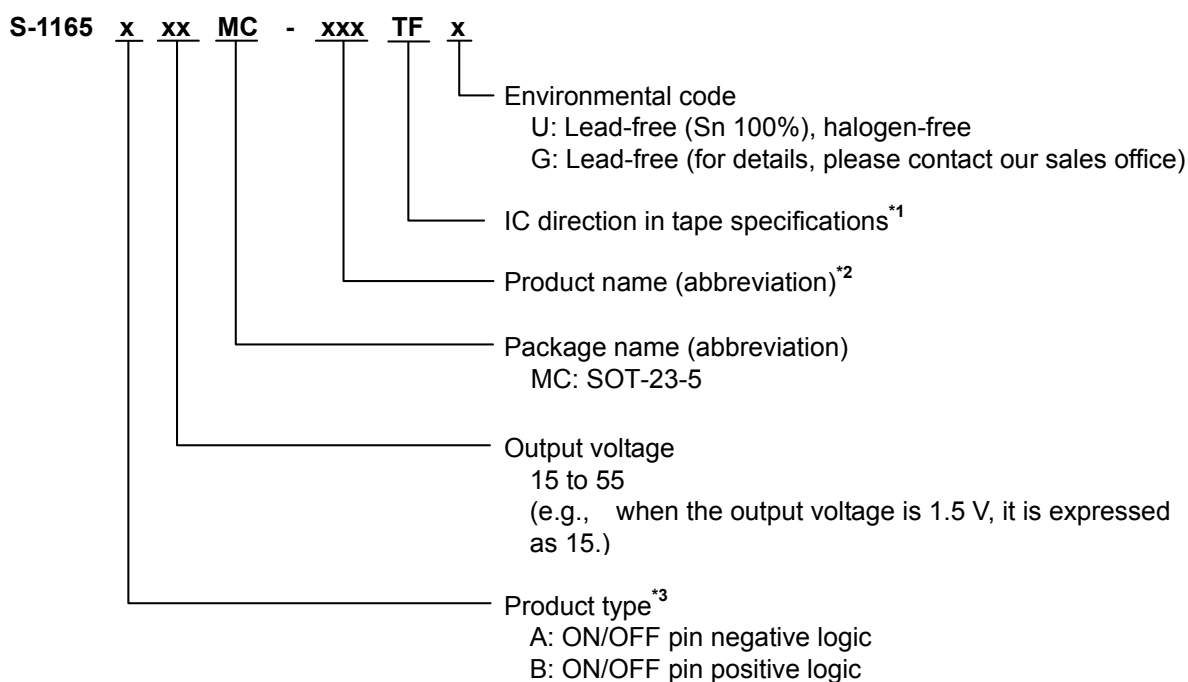 S-1165 x xx MC - xxx TF x
Environmental code
U: Lead-free (Sn 100%), halogen-free
G: Lead-free (for details, please contact our sales office)
IC direction in tape specifications*1
Product name (abbreviation)*2
Package name (abbreviation)
MC: SOT-23-5
Output voltage
15 to 55
(e.g., when the output voltage is 1.5 V, it is expressed
as 15.)
Product type*3
A: ON/OFF pin negative logic
B: ON/OFF pin positive logic